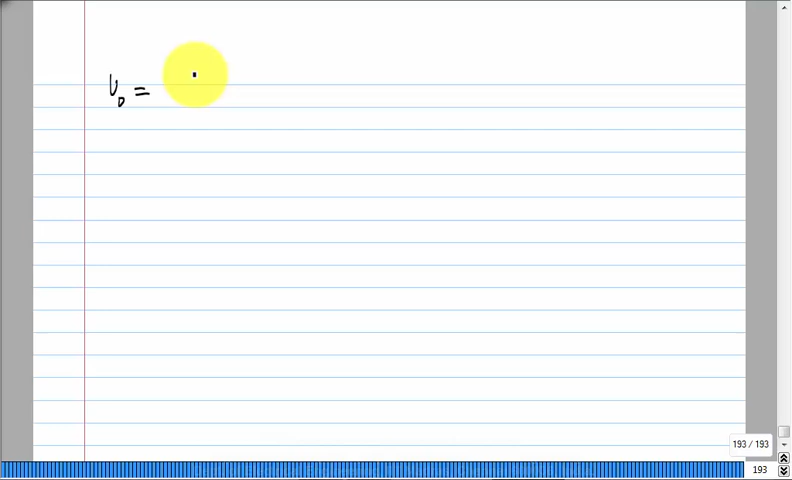 V₀ =
193 / 193
193